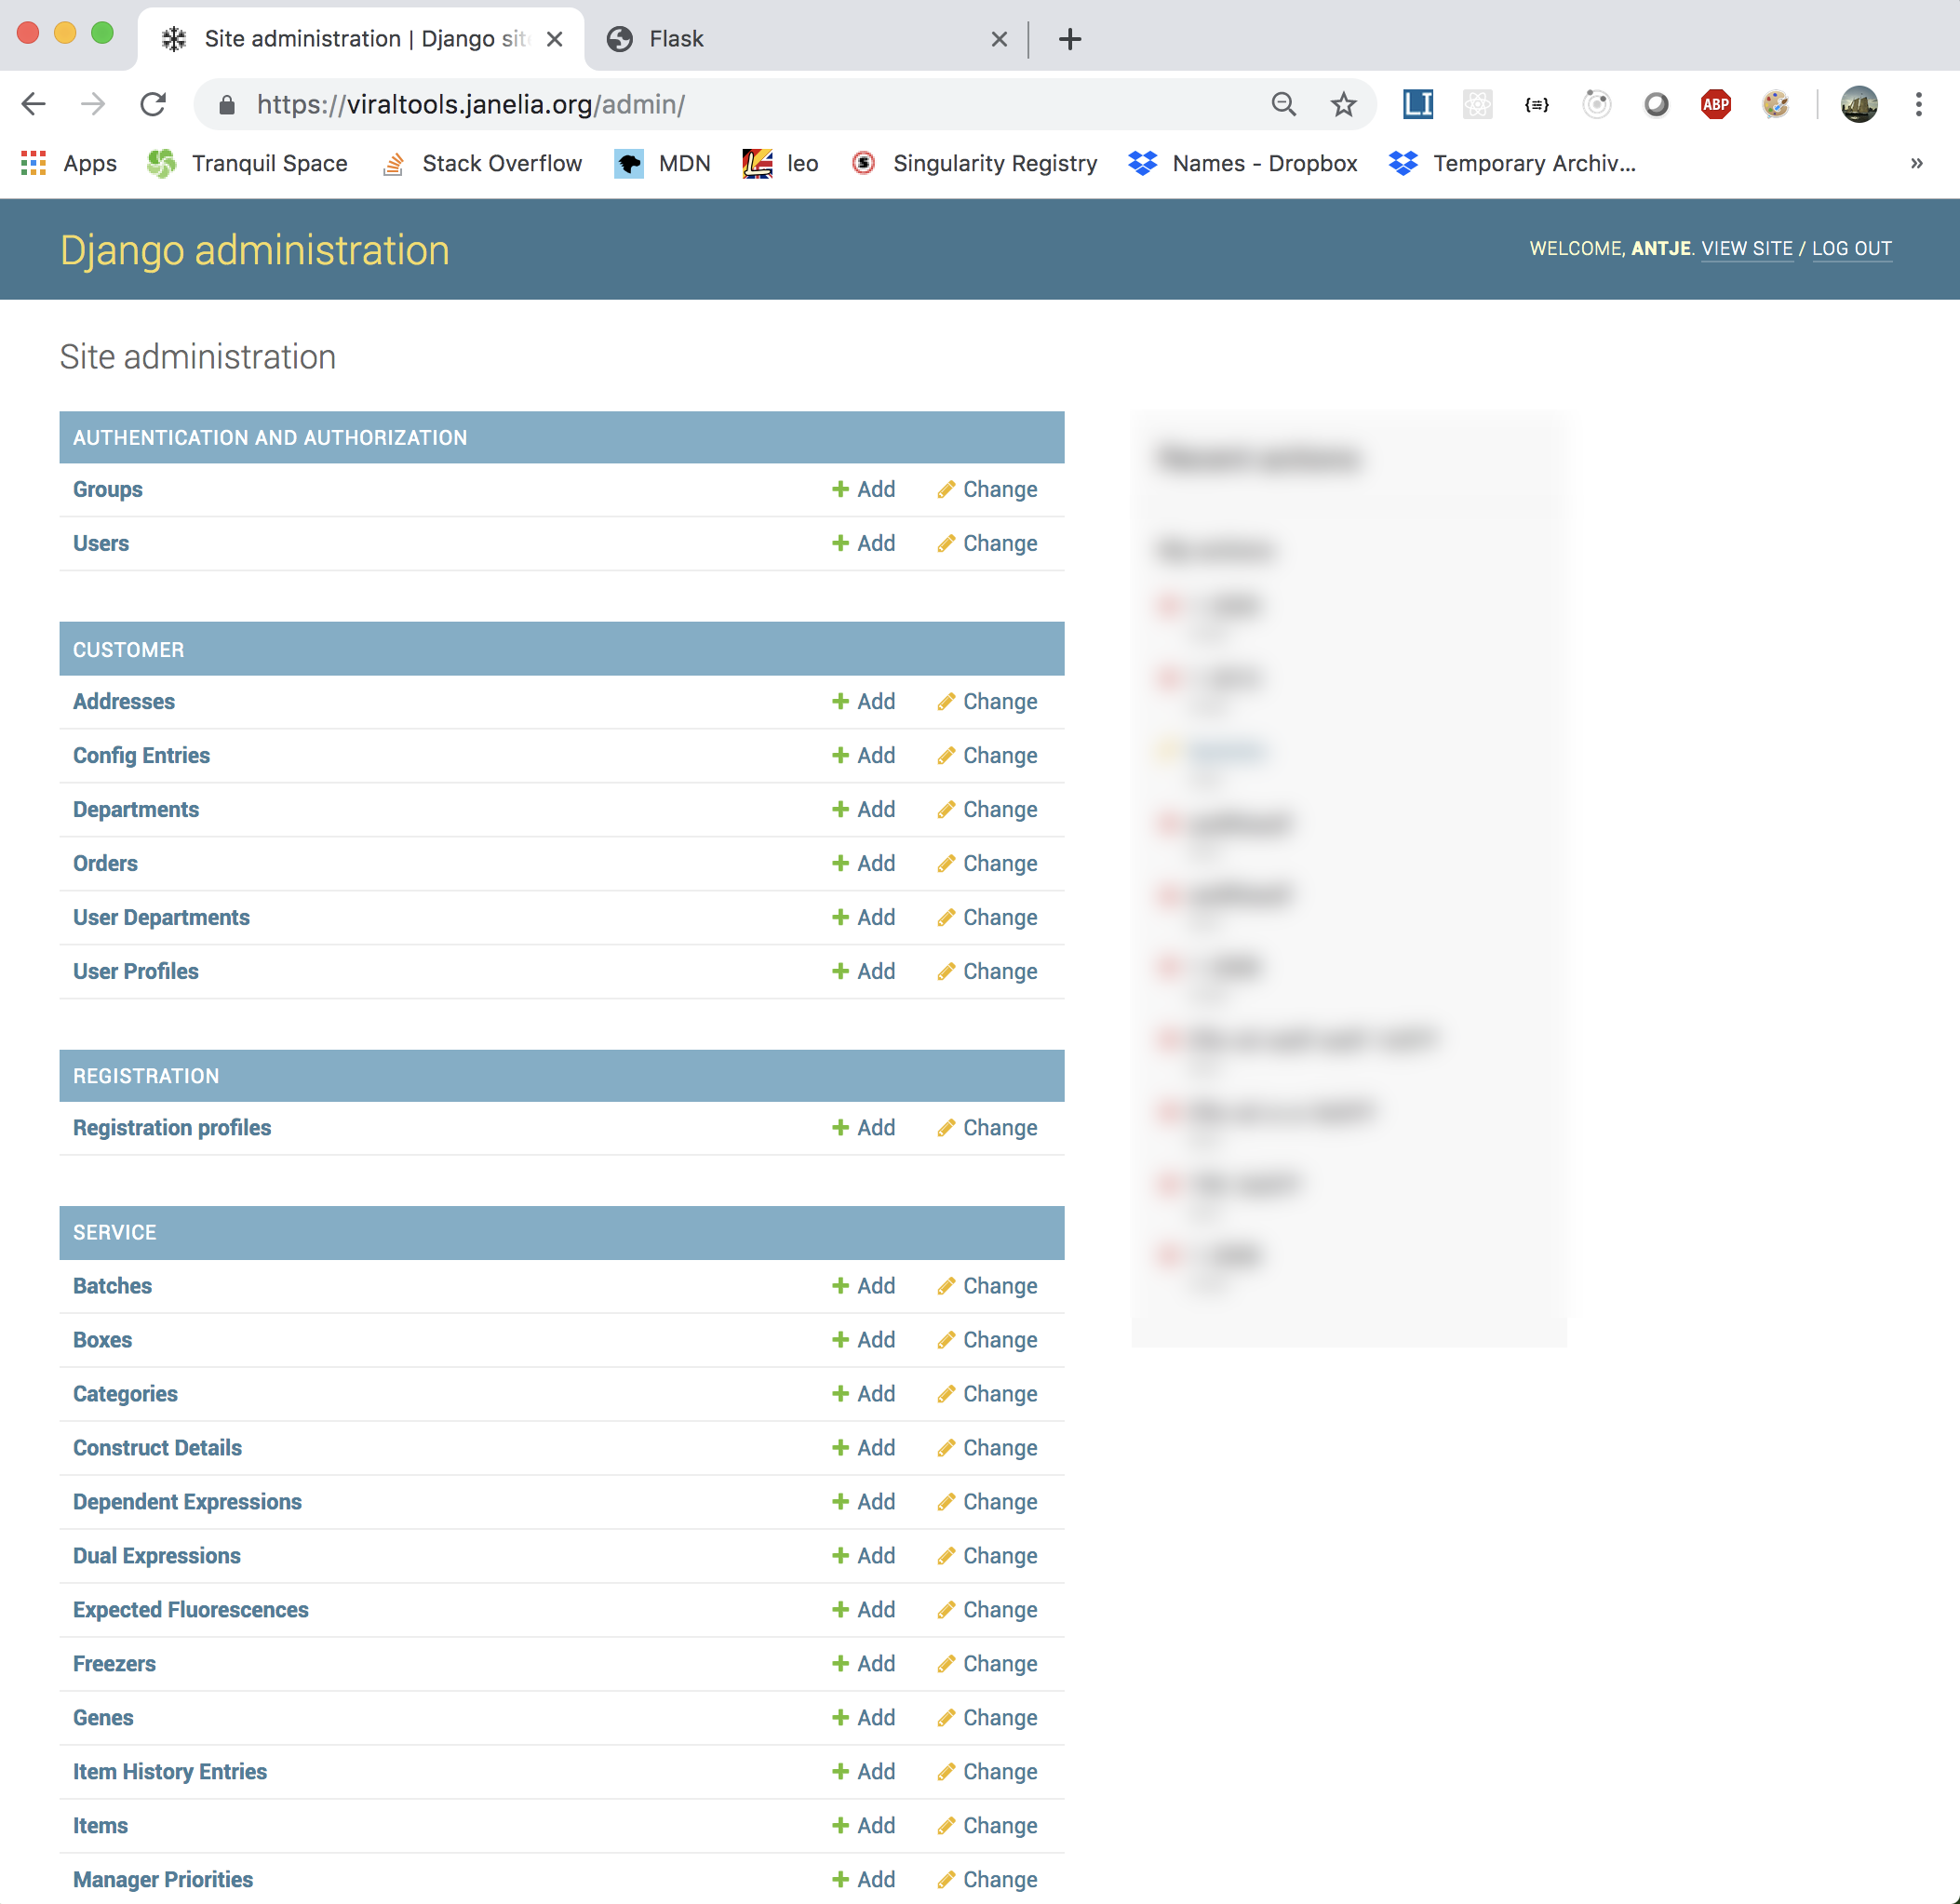 Site administration | Django sit
Flask
https://viraltools.janelia.org/admin/
LI
ABP
Apps
Tranquil Space
Stack Overflow
MDN
leo
Singularity Registry
Names - Dropbox
Temporary Archiv...
»
Django administration
WELCOME, ANTJE. VIEW SITE / LOG OUT
Site administration
AUTHENTICATION AND AUTHORIZATION
Groups Add Change
Users Add Change
CUSTOMER
Addresses Add Change
Config Entries Add Change
Departments Add Change
Orders Add Change
User Departments Add Change
User Profiles Add Change
REGISTRATION
Registration profiles Add Change
SERVICE
Batches Add Change
Boxes Add Change
Categories Add Change
Construct Details Add Change
Dependent Expressions Add Change
Dual Expressions Add Change
Expected Fluorescences Add Change
Freezers Add Change
Genes Add Change
Item History Entries Add Change
Items Add Change
Manager Priorities Add Change